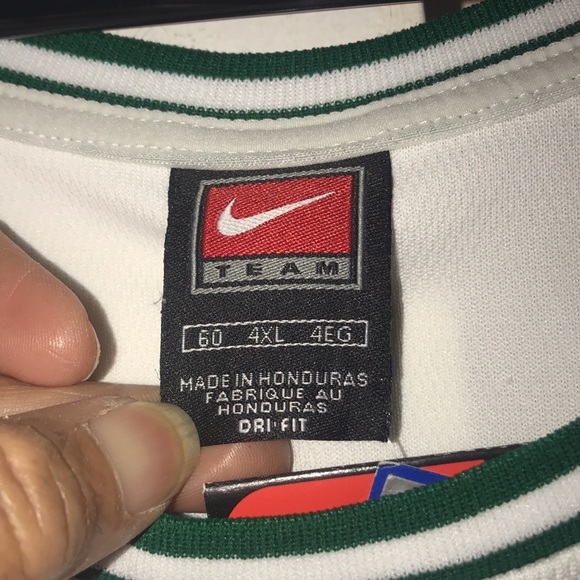 TEAM
60 4XL 4EG
MADE IN HONDURAS
FABRIQUE AU
HONDURAS
DRI·FIT